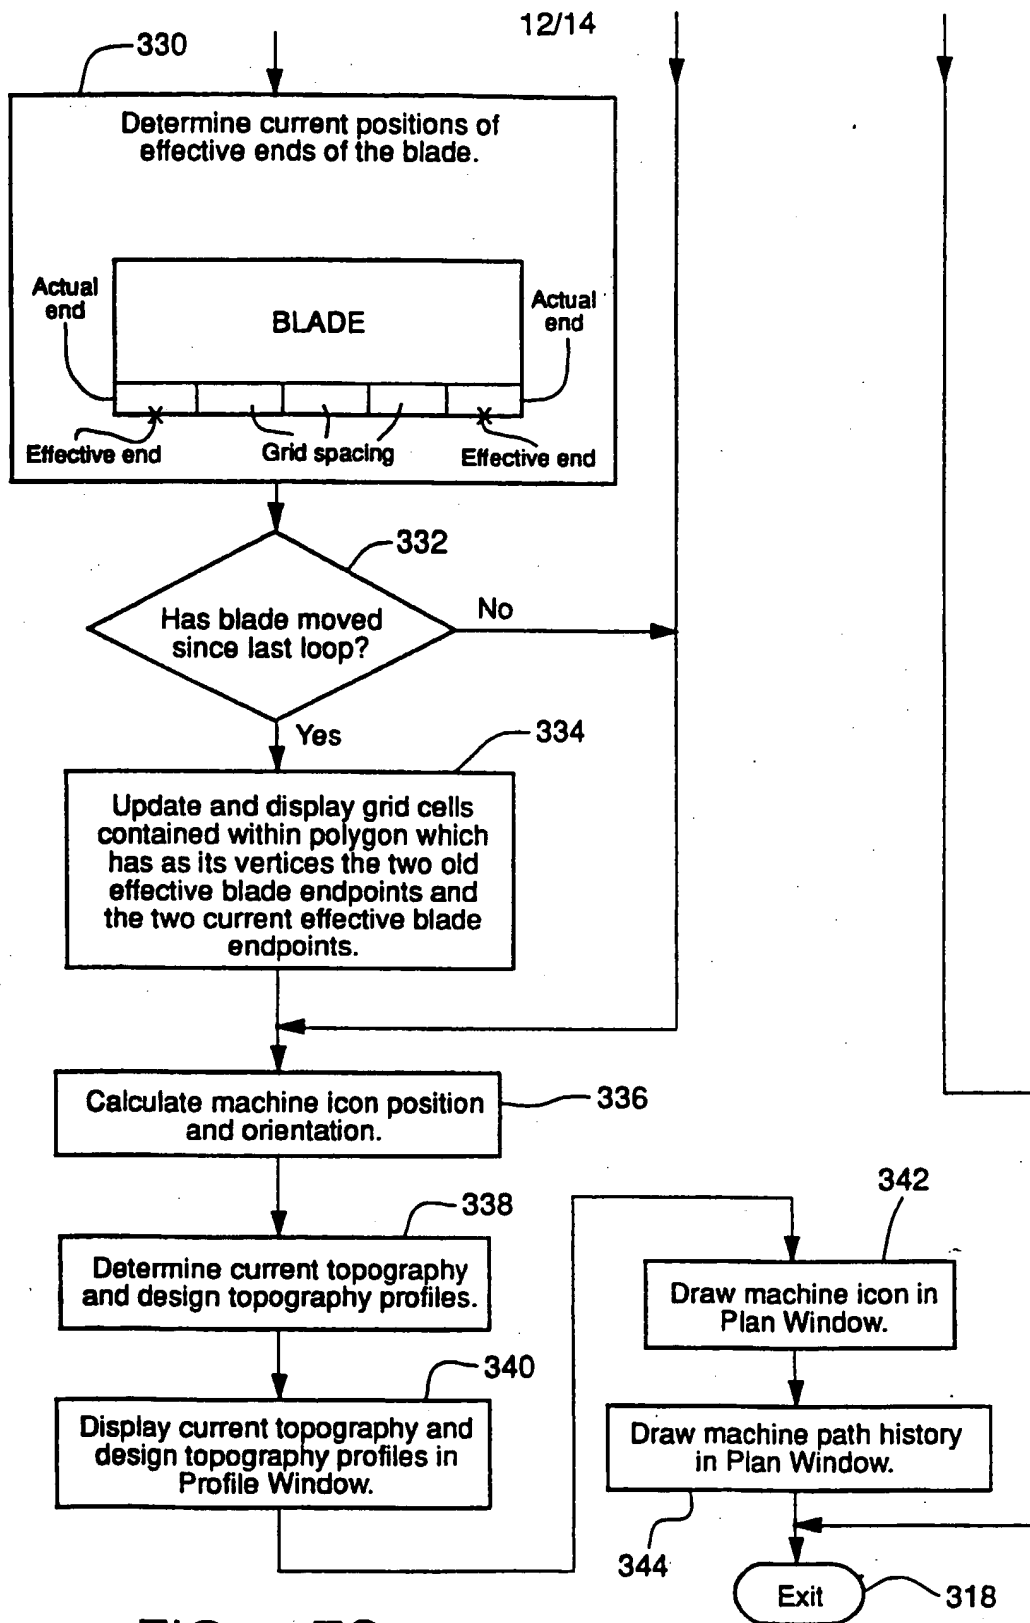 12/14
330
Determine current positions of
effective ends of the blade.
Actual
end
BLADE
Actual
end
Effective end
Grid spacing
Effective end
332
Has blade moved
since last loop?
No
Yes
334
Update and display grid cells
contained within polygon which
has as its vertices the two old
effective blade endpoints and
the two current effective blade
endpoints.
Calculate machine icon position
and orientation.
336
338
Determine current topography
and design topography profiles.
340
Display current topography and
design topography profiles in
Profile Window.
342
Draw machine icon in
Plan Window.
Draw machine path history
in Plan Window.
344
Exit
318